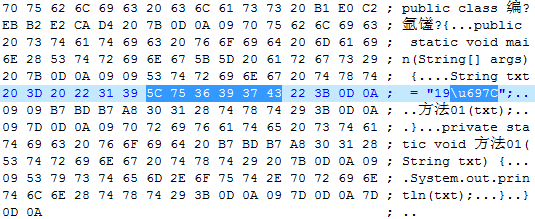 70 75 62 6C 69 63 20 63 6C 61 73 73 20 B1 E0 C2 ; public class 编?
EB B2 E2 CA D4 20 7B 0D 0A 09 70 75 62 6C 69 63 ; 氩馐?{...public
20 73 74 61 74 69 63 20 76 6F 69 64 20 6D 61 69 ;  static void mai
6E 28 53 74 72 69 6E 67 5B 5D 20 61 72 67 73 29 ; n(String[] args)
20 7B 0D 0A 09 09 53 74 72 69 6E 67 20 74 78 74 ;  {....String txt
20 3D 20 22 31 39 5C 75 36 39 37 43 22 3B 0D 0A ;  = "19\u697C";..
09 09 B7 BD B7 A8 30 31 28 74 78 74 29 3B 0D 0A ; ..方法01(txt);..
09 7D 0D 0A 09 70 72 69 76 61 74 65 20 73 74 61 ; .}...private sta
74 69 63 20 76 6F 69 64 20 B7 BD B7 A8 30 31 28 ; tic void 方法01(
53 74 72 69 6E 67 20 74 78 74 29 20 7B 0D 0A 09 ; String txt) {...
09 53 79 73 74 65 6D 2E 6F 75 74 2E 70 72 69 6E ; .System.out.prin
74 6C 6E 28 74 78 74 29 3B 0D 0A 09 7D 0D 0A 7D ; tln(txt);...}..}
0D 0A ; ..